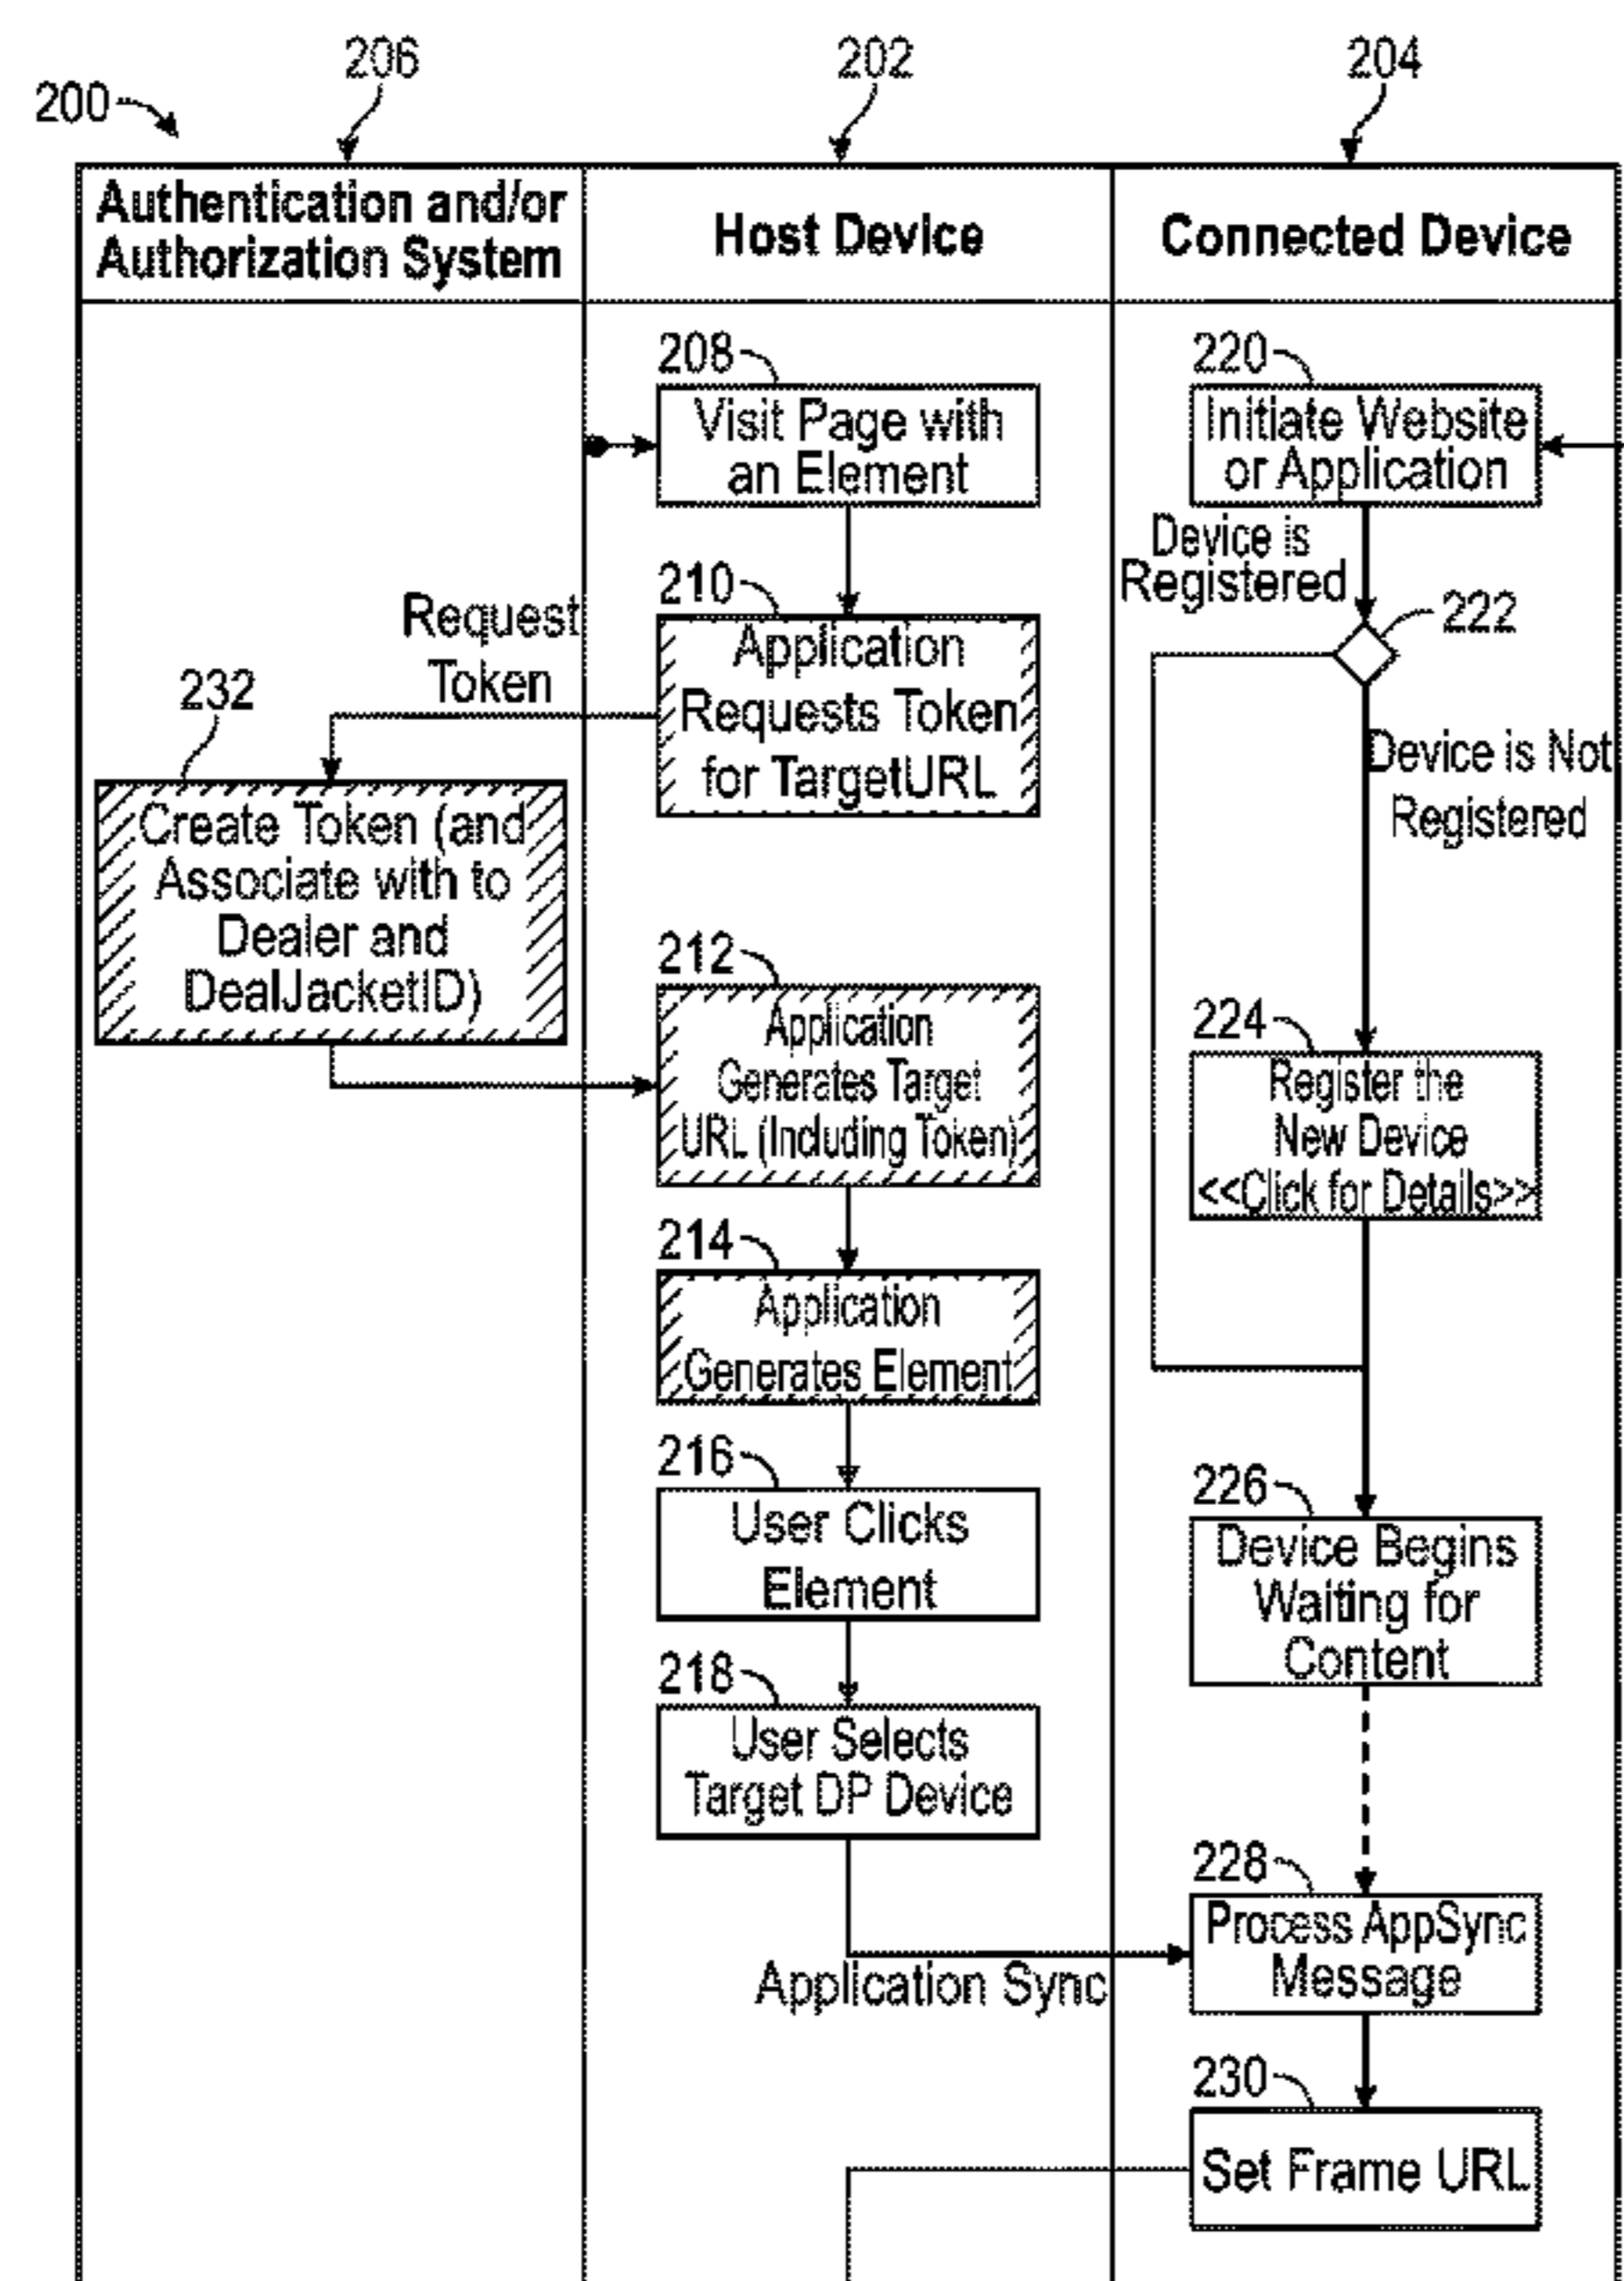 206
202
204
200
Authentication and/or
Authorization System
Host Device
Connected Device
208
Visit Page with
an Element
220
Initiate Website
or Application
Device is
Registered
222
210
Application
Requests Token
for TargetURL
Request
Token
232
Create Token (and
Associate with to
Dealer and
DealJacketID)
Device is Not
Registered
212
Application
Generates Target
URL (Including Token)
224
Register the
New Device
<<Click for Details>>
214
Application
Generates Element
216
User Clicks
Element
226
Device Begins
Waiting for
Content
218
User Selects
Target DP Device
228
Process AppSync
Message
Application Sync
230
Set Frame URL